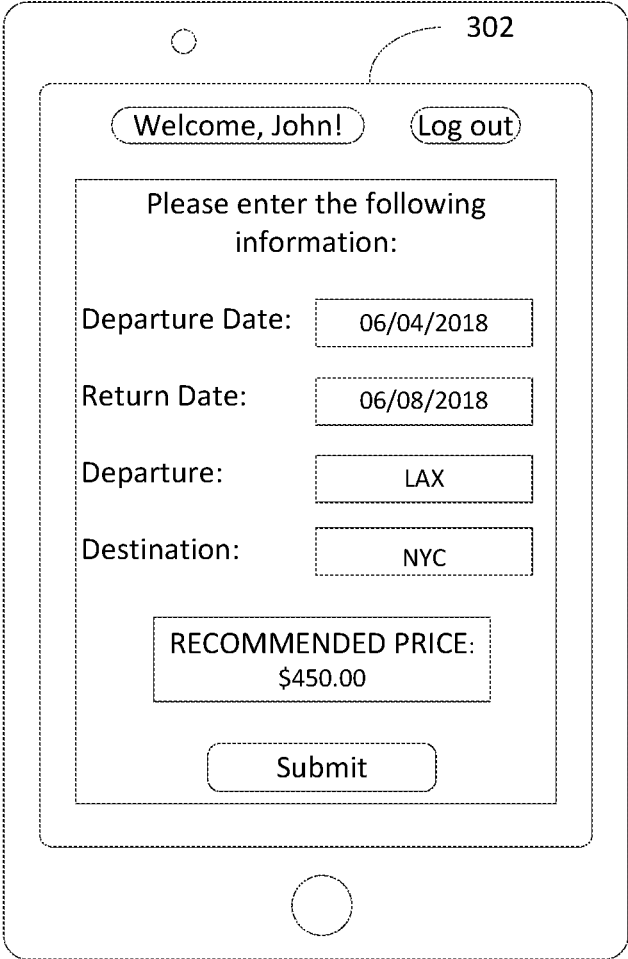 302
Welcome, John! Log out
Please enter the following
information:
Departure Date: 06/04/2018
Return Date: 06/08/2018
Departure: LAX
Destination: NYC
RECOMMENDED PRICE:
$450.00
Submit